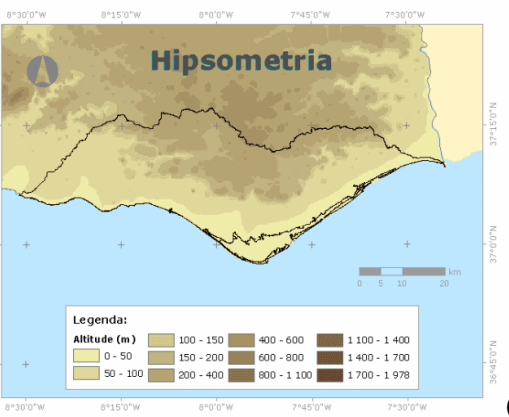 8°30'0"W 8°15'0"W 8°0'0"W 7°45'0"W 7°30'0"W
Hipsometria
37°15'0"N
37°0'0"N
36°45'0"N
km
0 5 10 20
Legenda:
Altitude (m)
0 - 50
50 - 100
100 - 150
150 - 200
200 - 400
400 - 600
600 - 800
800 - 1 100
1 100 - 1 400
1 400 - 1 700
1 700 - 1 978
8°30'0"W 8°15'0"W 8°0'0"W 7°45'0"W 7°30'0"W